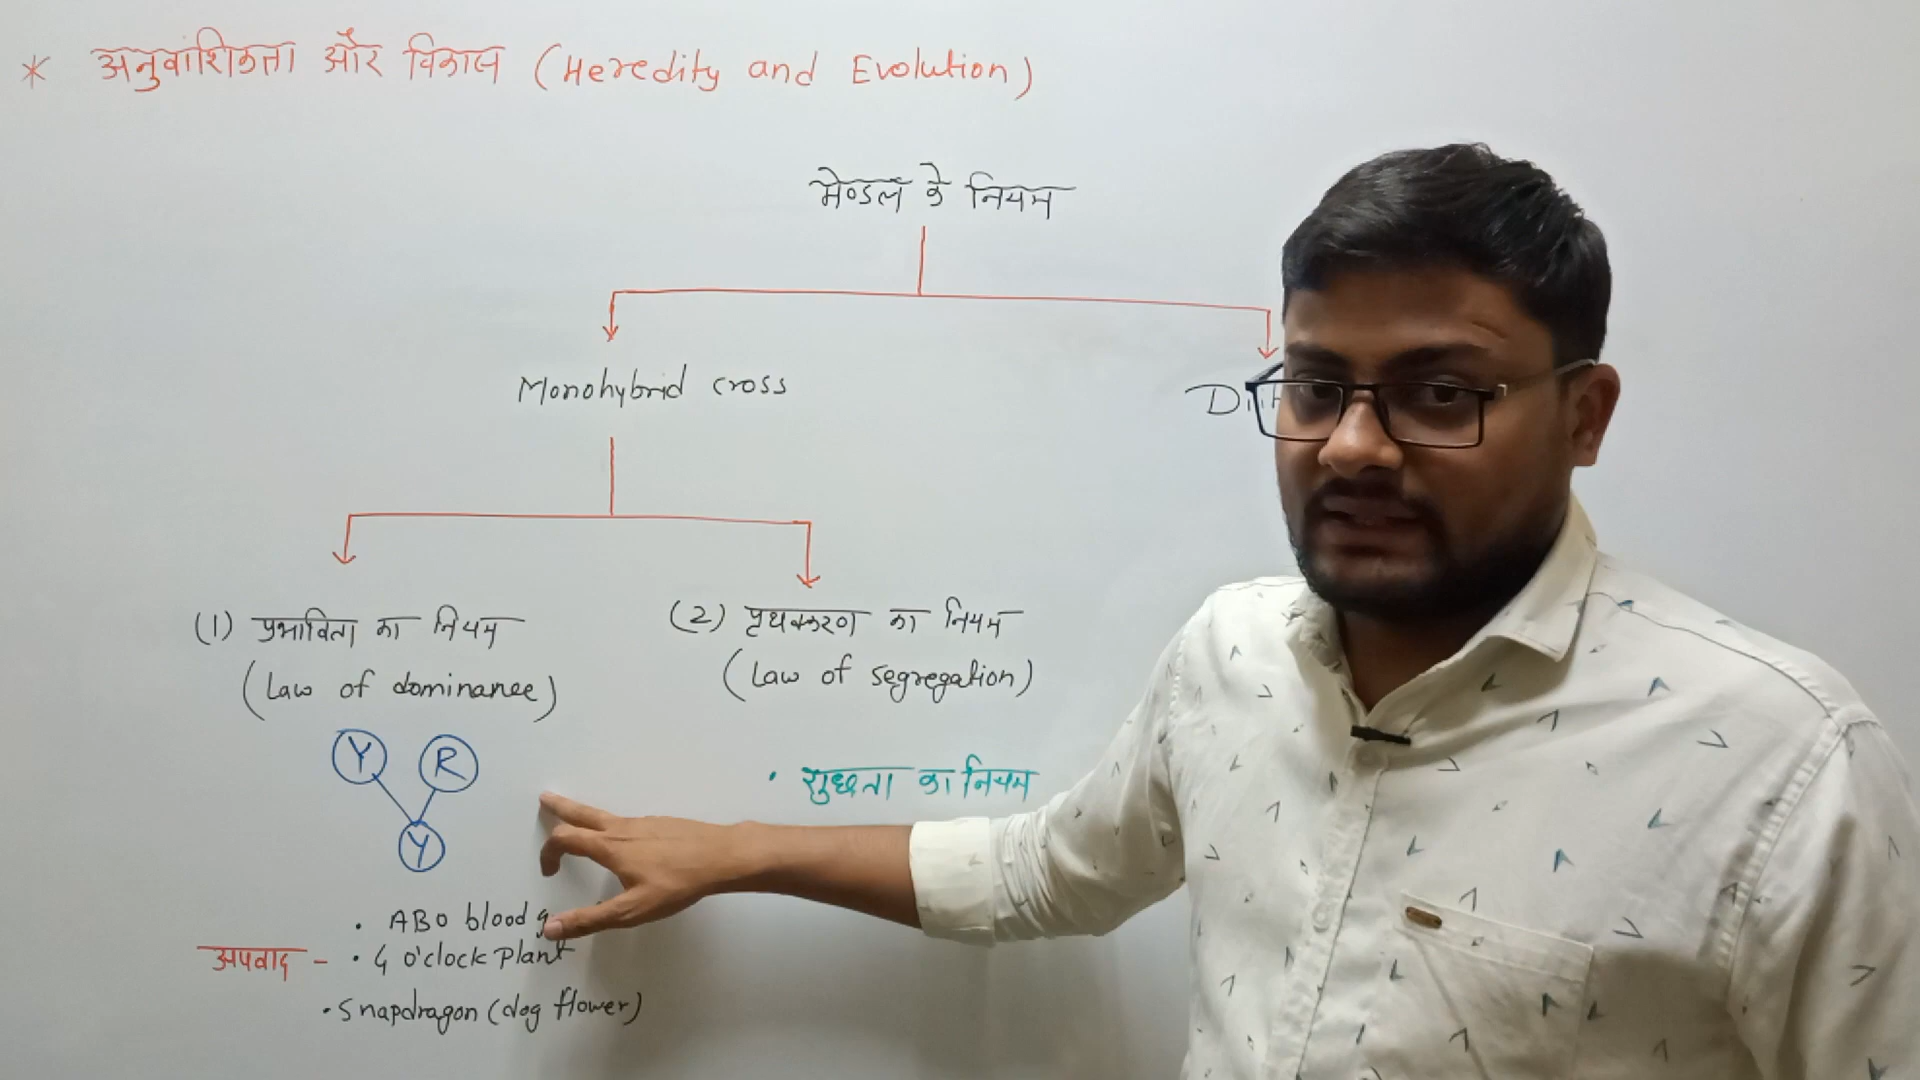 * अनुवांशिकता और विकास (Heredity and Evolution)
मेण्डल के नियम
Monohybrid cross
(1) प्रभाविता का नियम
(Law of dominance)
(2) पृथक्करण का नियम
(Law of segregation)
Y R
Y
• शुद्धता का नियम
• ABO blood
अपवाद - • 4 o'clock Plant
• Snapdragon (dog flower)